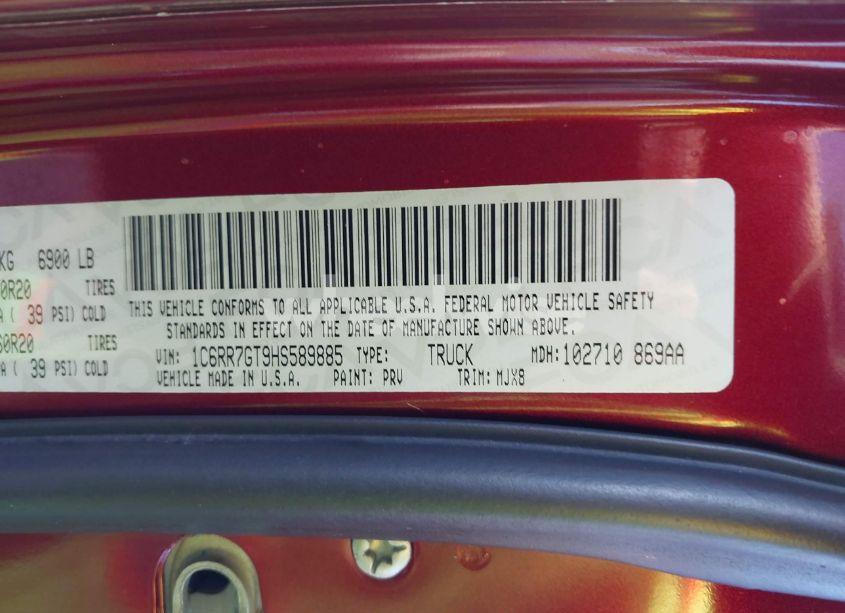 KG 6900 LB
0R20 TIRES
A ( 39 PSI) COLD
60R20 TIRES
A ( 39 PSI) COLD
THIS VEHICLE CONFORMS TO ALL APPLICABLE U.S.A. FEDERAL MOTOR VEHICLE SAFETY
STANDARDS IN EFFECT ON THE DATE OF MANUFACTURE SHOWN ABOVE.
VIN: 1C6RR7GT9HS589885 TYPE: TRUCK MDH: 102710 869AA
VEHICLE MADE IN U.S.A. PAINT: PRV TRIM: MJX8